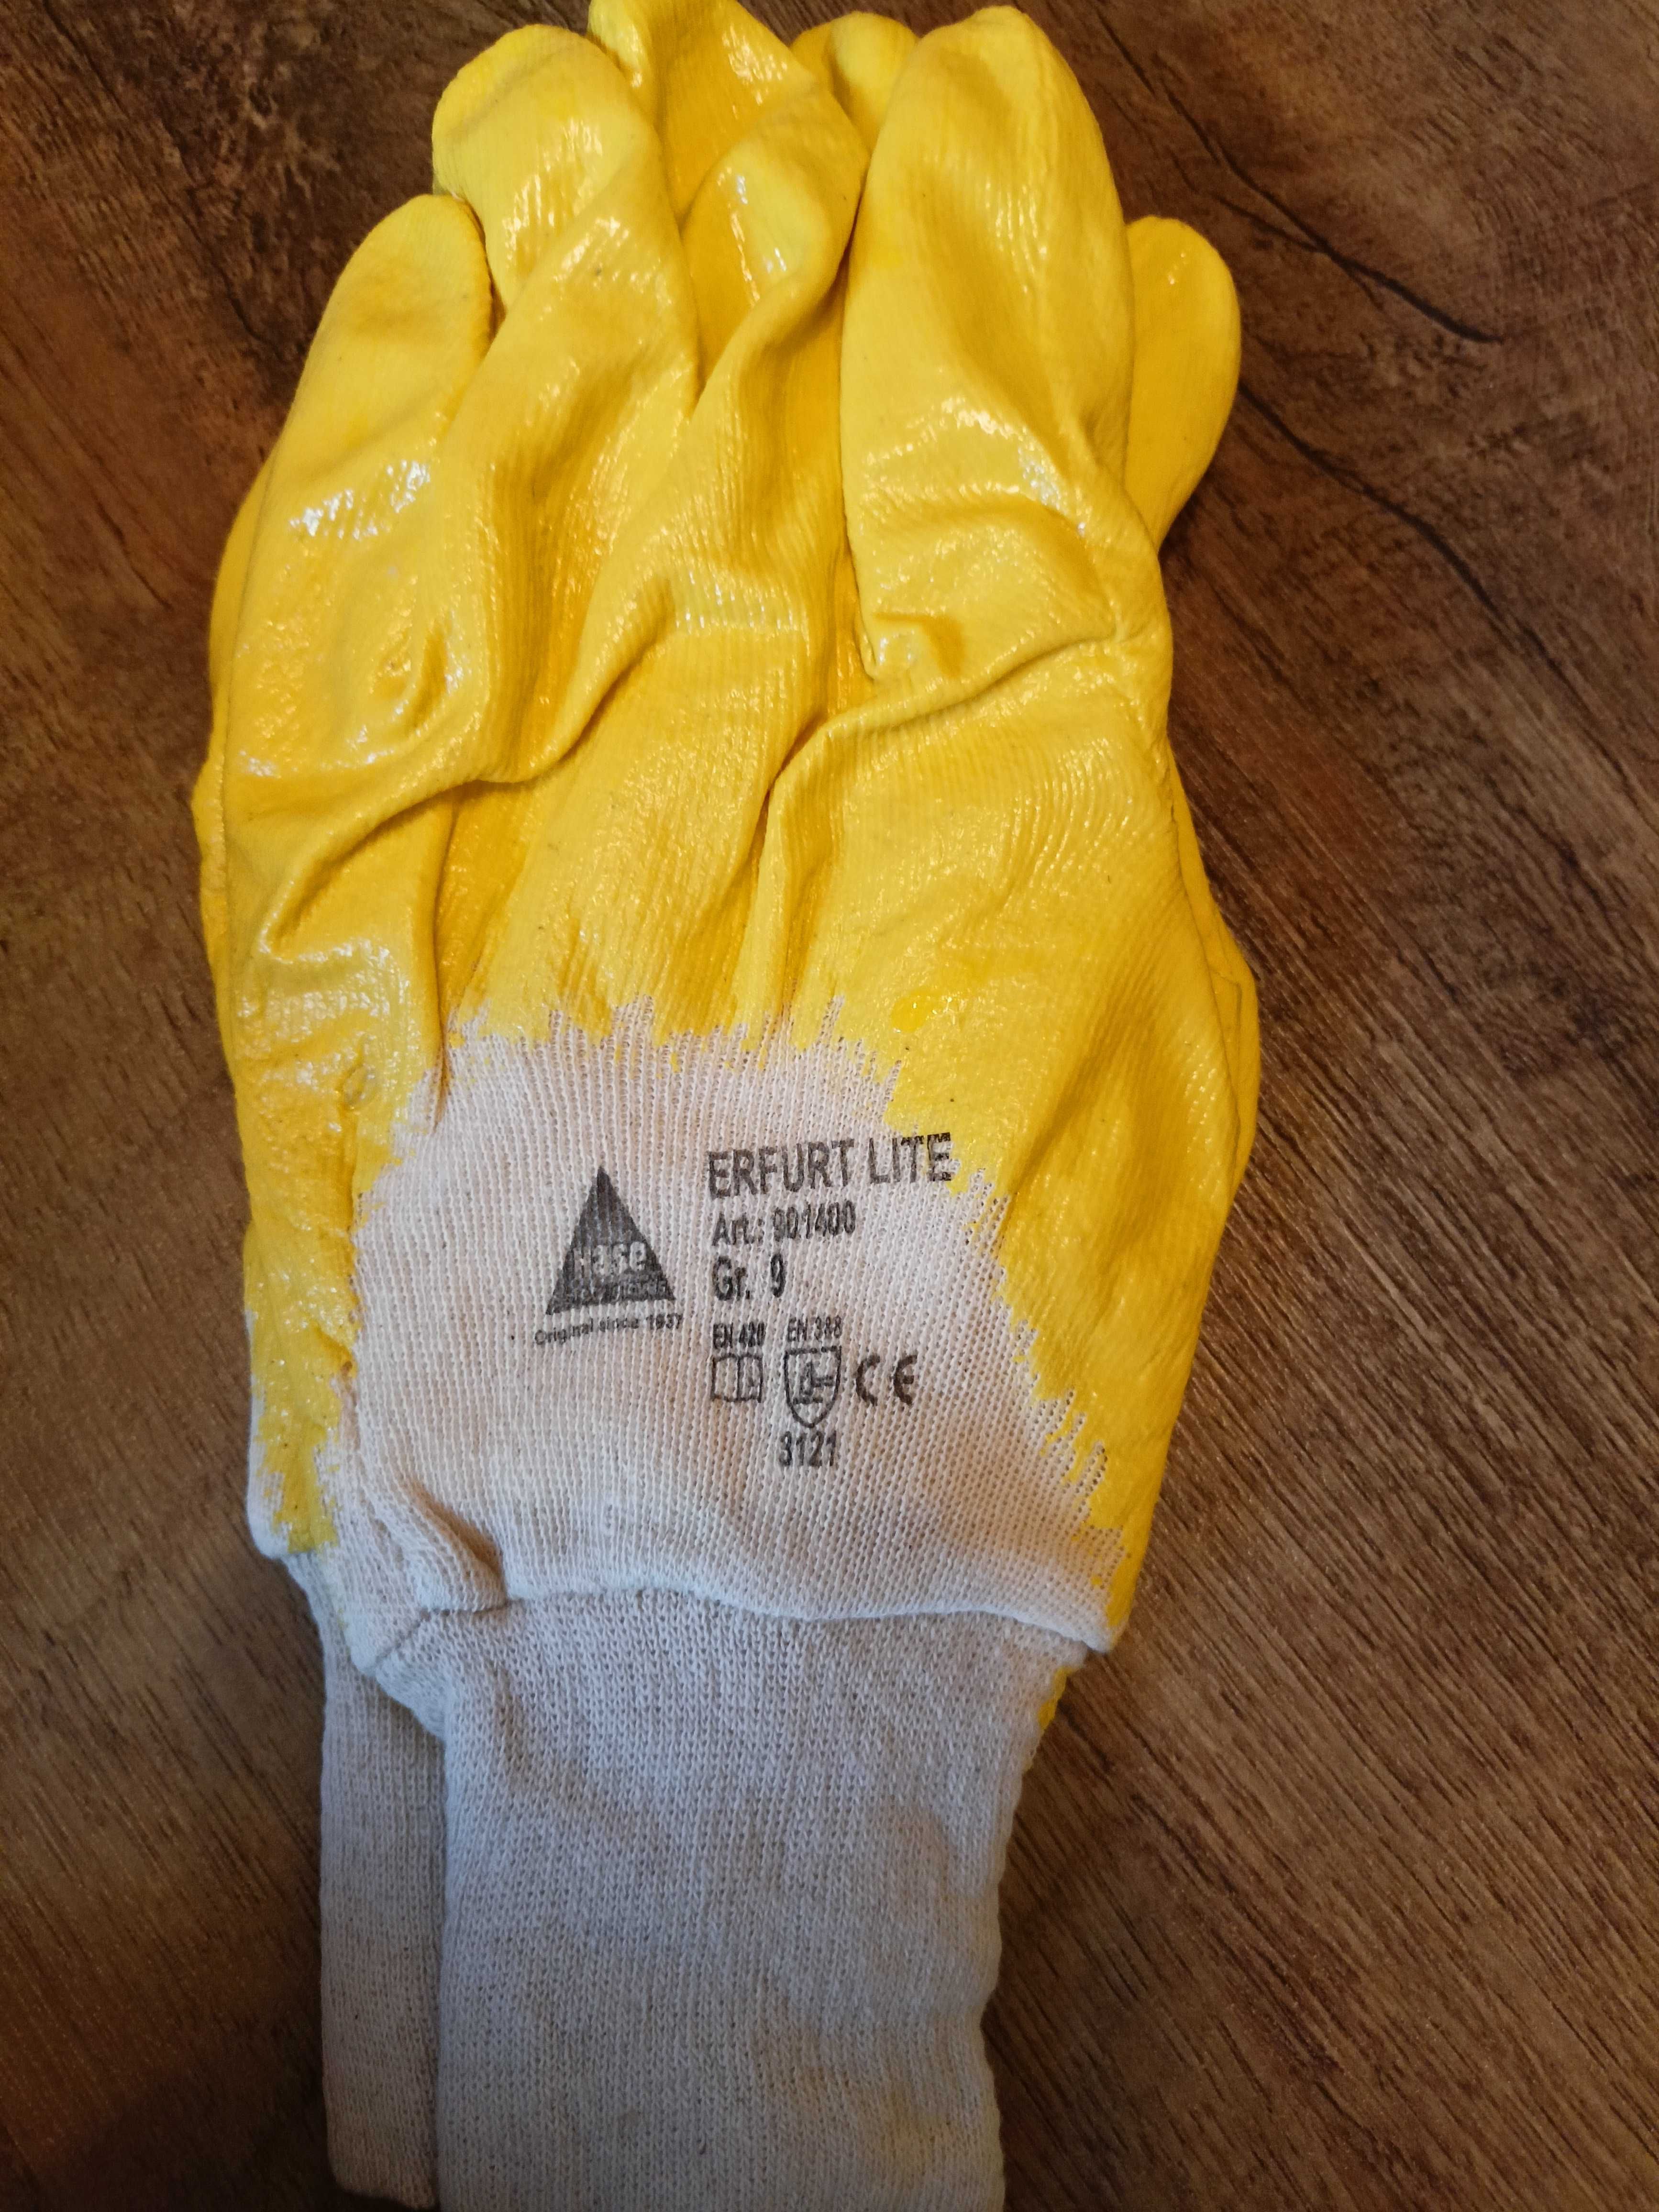 ERFURT LITE
Art.: 901400
Gr. 9
Hase
Original since 1937
EN 420 EN 388
CE
3121